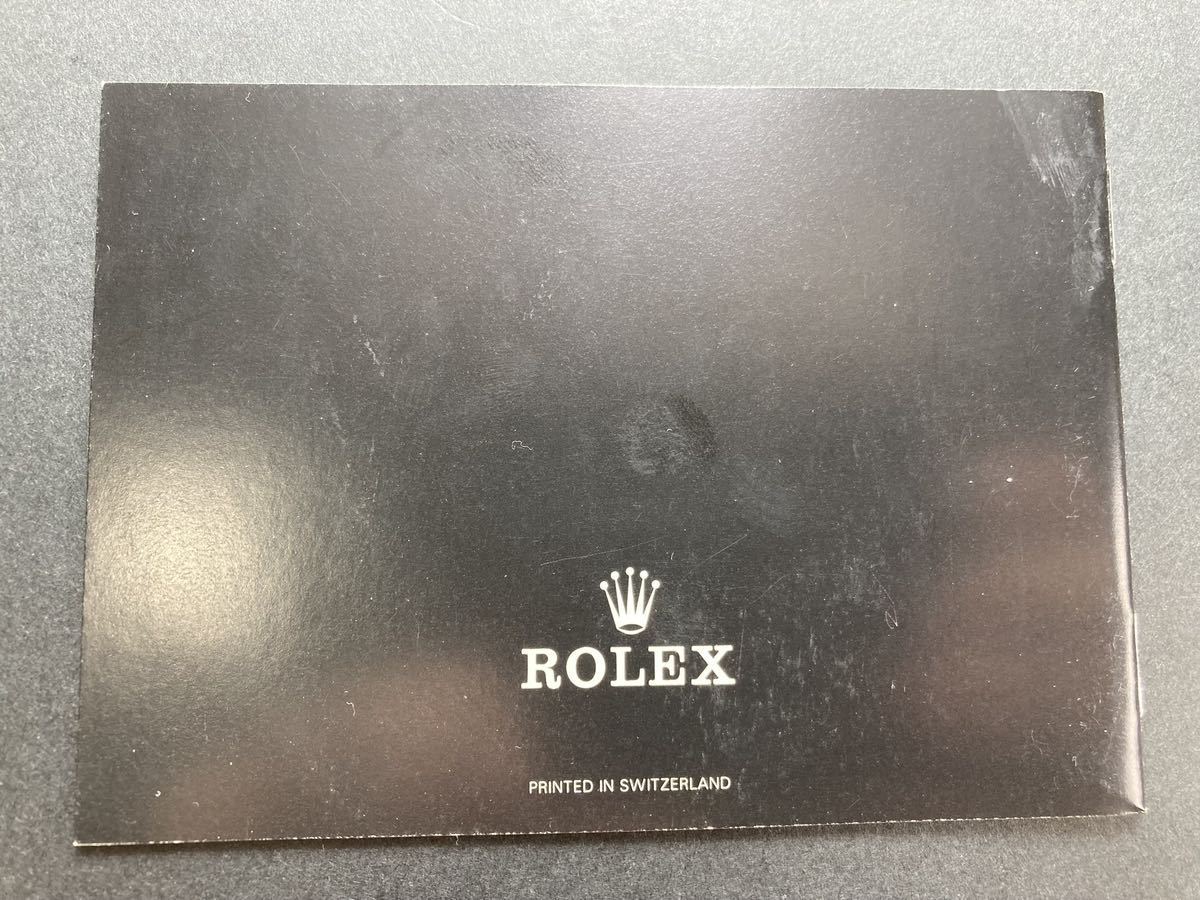 ROLEX
PRINTED IN SWITZERLAND